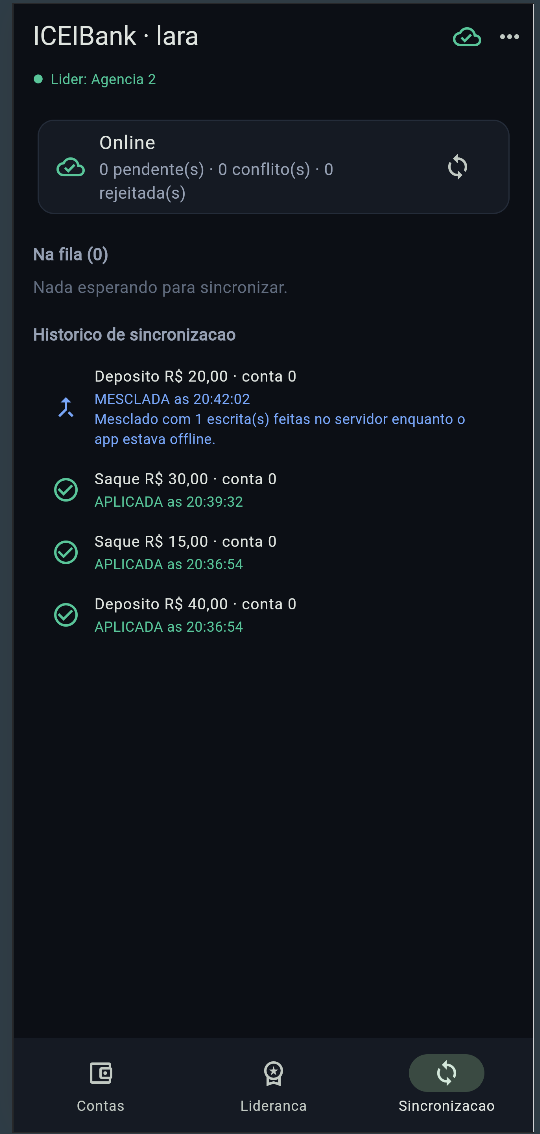 ICEIBank · lara
Lider: Agencia 2
Online
0 pendente(s) · 0 conflito(s) · 0
rejeitada(s)
Na fila (0)
Nada esperando para sincronizar.
Historico de sincronizacao
Deposito R$ 20,00 · conta 0
MESCLADA as 20:42:02
Mesclado com 1 escrita(s) feitas no servidor enquanto o
app estava offline.
Saque R$ 30,00 · conta 0
APLICADA as 20:39:32
Saque R$ 15,00 · conta 0
APLICADA as 20:36:54
Deposito R$ 40,00 · conta 0
APLICADA as 20:36:54
Contas
Lideranca
Sincronizacao